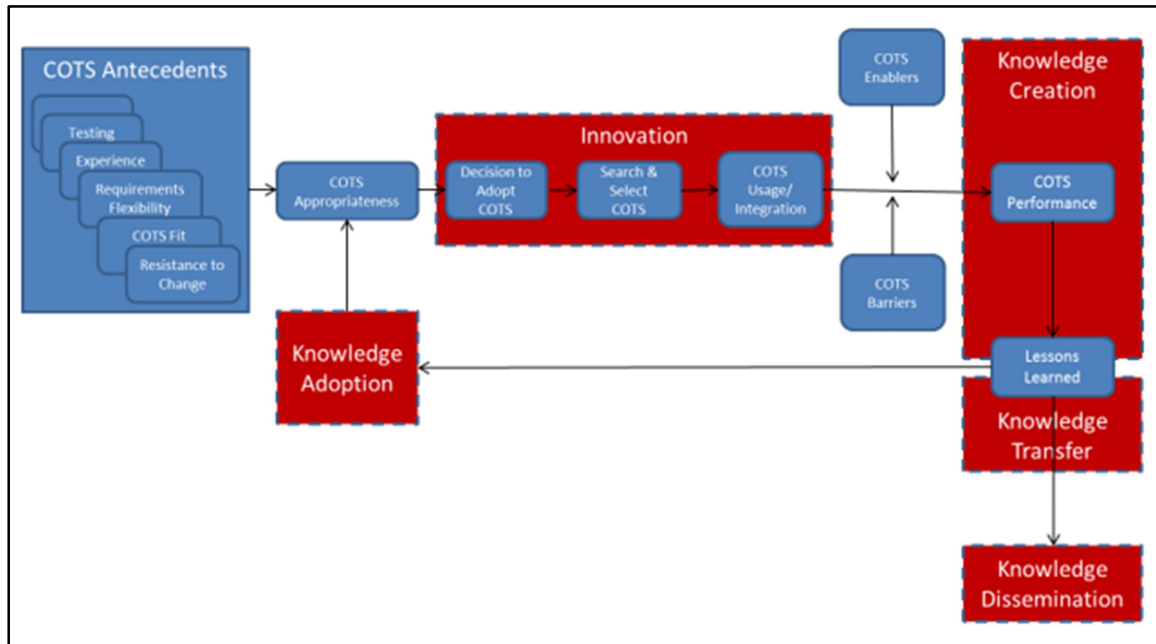 COTS Antecedents
Testing
Experience
Requirements
Flexibility
COTS Fit
Resistance to
Change
COTS
Appropriateness
Knowledge
Adoption
Innovation
Decision to
Adopt
COTS
Search &
Select
COTS
COTS
Usage/
Integration
COTS
Enablers
COTS
Barriers
Knowledge
Creation
COTS
Performance
Lessons
Learned
Knowledge
Transfer
Knowledge
Dissemination